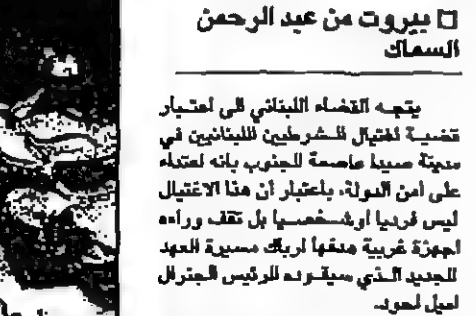 □ بيروت من عبد الرحمن
السماك
يتجه القضاء اللبناني الى اعتبار
قضية اغتيال الشرطيين اللبنانيين في
مدينة صيدا عاصمة الجنوب بانه اعتداء
على امن الدولة، باعتبار ان هذا الاغتيال
ليس فرديا او شخصيا بل تقف وراءه
اجهزة غريبة هدفها ارباك مسيرة العهد
الجديد الذي سيقوده الرئيس الجنرال
اميل لحود.